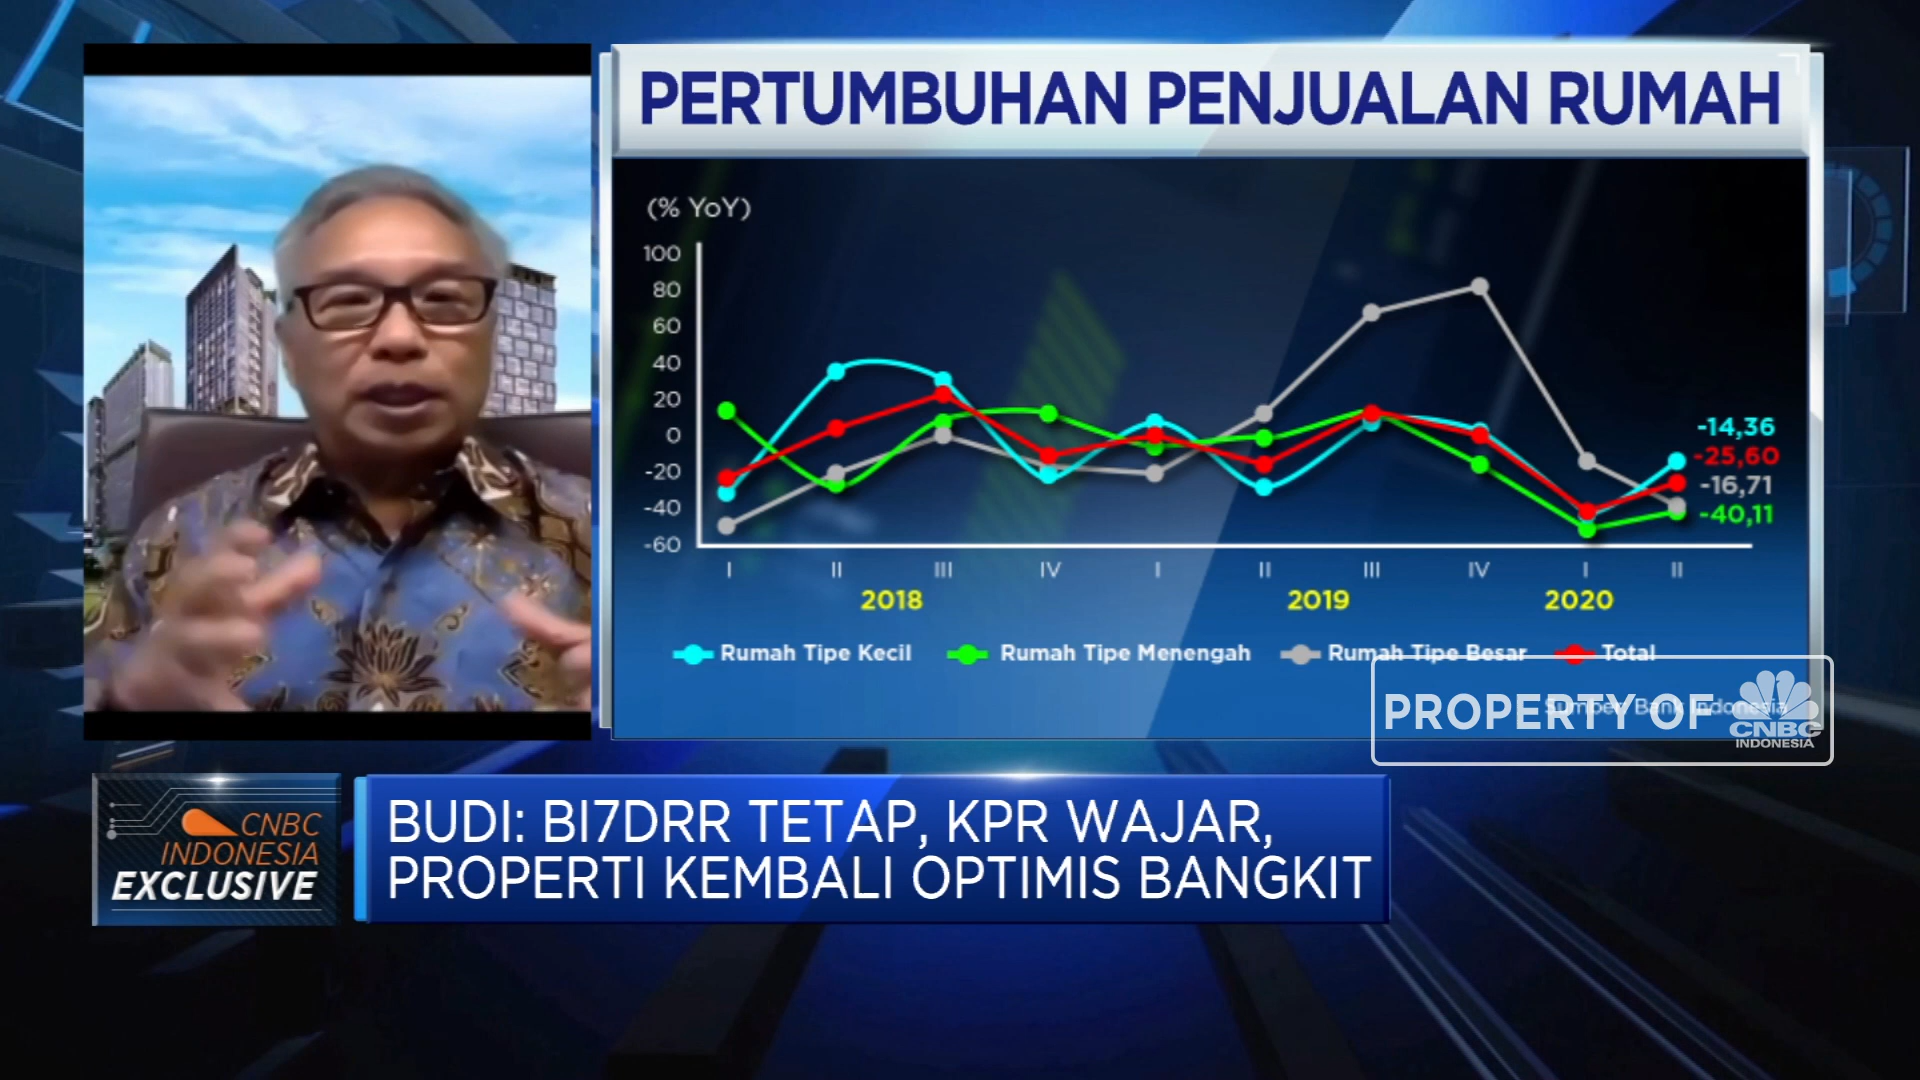 PERTUMBUHAN PENJUALAN RUMAH
(% YoY)
100
80
60
40
20
0
-20
-40
-60
-14,36
-25,60
-16,71
-40,11
I II III IV I II III IV I II
2018 2019 2020
Rumah Tipe Kecil Rumah Tipe Menengah Rumah Tipe Besar Total
Sumber: Bank Indonesia
PROPERTY OF
CNBC
INDONESIA
CNBC
INDONESIA
EXCLUSIVE
BUDI: BI7DRR TETAP, KPR WAJAR,
PROPERTI KEMBALI OPTIMIS BANGKIT